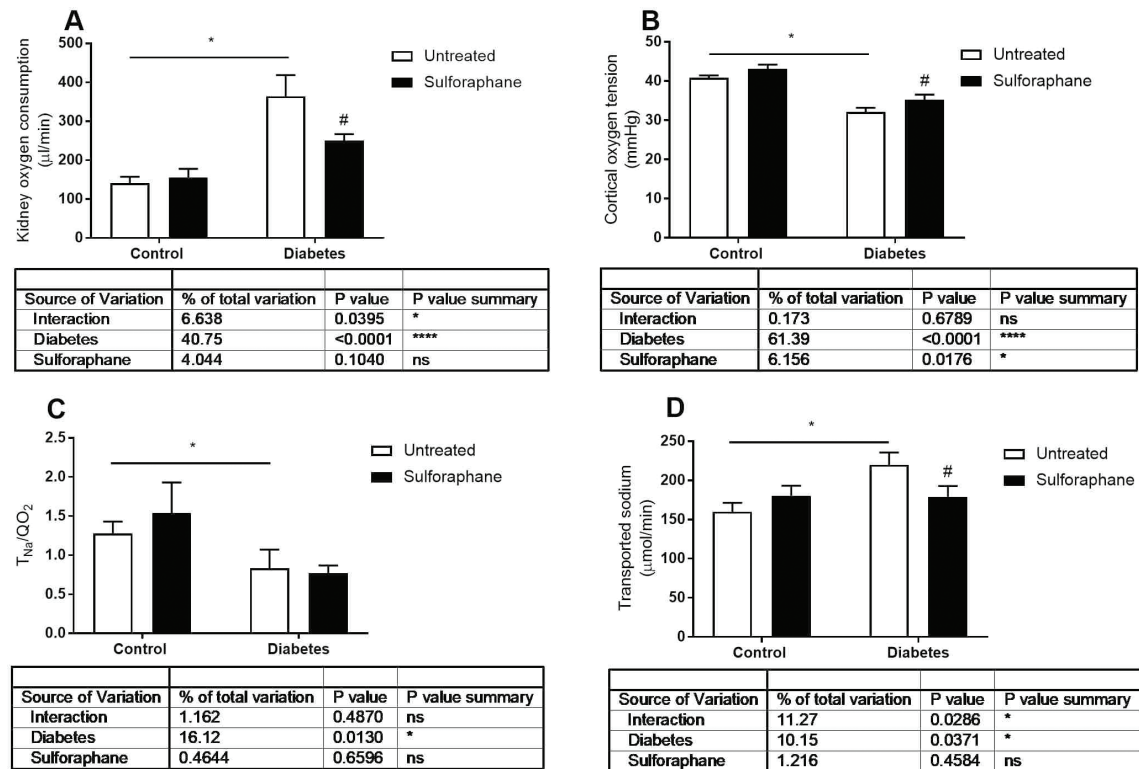 A
Kidney oxygen consumption
(µl/min)
500
400
300
200
100
0
*
#
Untreated
Sulforaphane
Control Diabetes
Source of Variation % of total variation P value P value summary
Interaction 6.638 0.0395 *
Diabetes 40.75 <0.0001 ****
Sulforaphane 4.044 0.1040 ns
B
Cortical oxygen tension
(mmHg)
50
40
30
20
10
0
*
#
Untreated
Sulforaphane
Control Diabetes
Source of Variation % of total variation P value P value summary
Interaction 0.173 0.6789 ns
Diabetes 61.39 <0.0001 ****
Sulforaphane 6.156 0.0176 *
C
TNa/QO2
2.5
2.0
1.5
1.0
0.5
0.0
*
Untreated
Sulforaphane
Control Diabetes
Source of Variation % of total variation P value P value summary
Interaction 1.162 0.4870 ns
Diabetes 16.12 0.0130 *
Sulforaphane 0.4644 0.6596 ns
D
Transported sodium
(µmol/min)
250
200
150
100
50
0
*
#
Untreated
Sulforaphane
Control Diabetes
Source of Variation % of total variation P value P value summary
Interaction 11.27 0.0286 *
Diabetes 10.15 0.0371 *
Sulforaphane 1.216 0.4584 ns